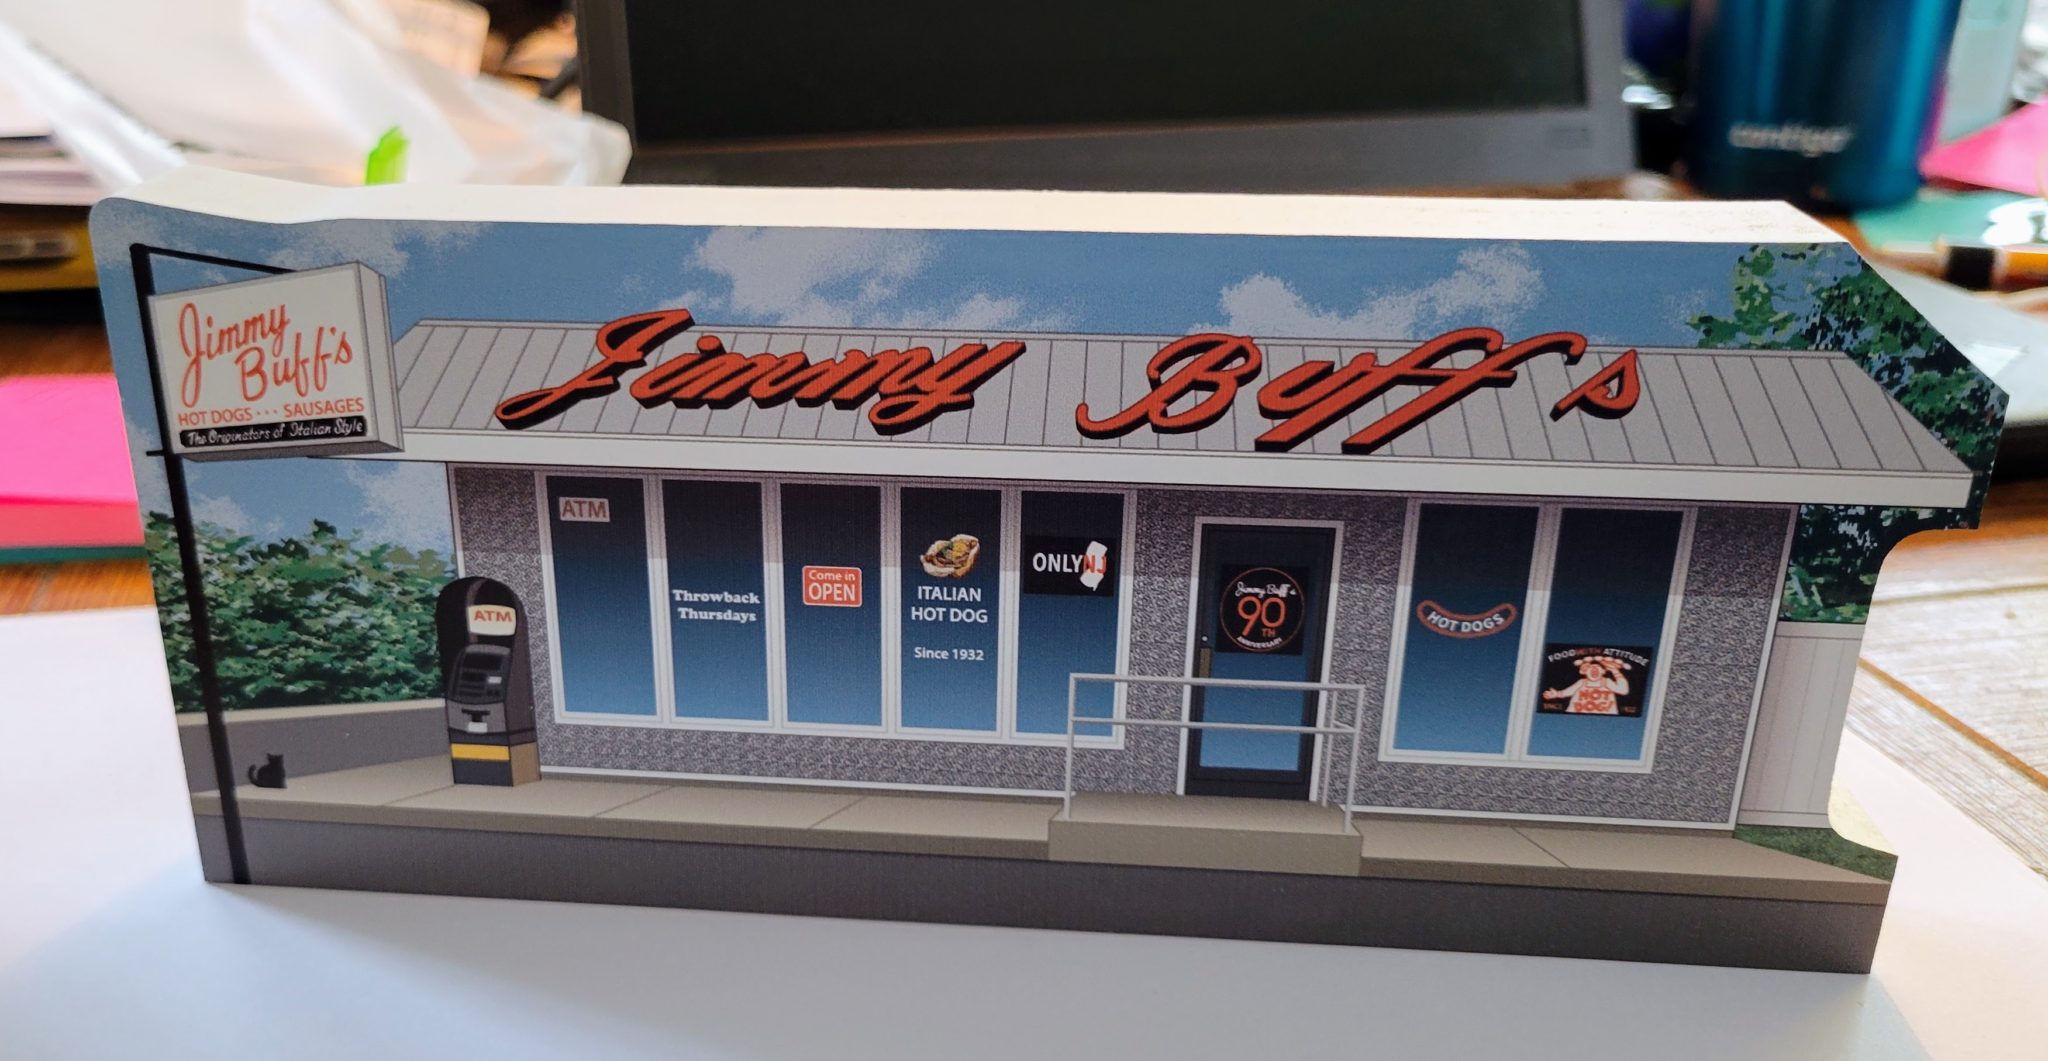 Jimmy
Buff's
HOT DOGS ... SAUSAGES
The Originators of Italian Style
Jimmy Buff's
ATM
ATM
Throwback
Thursdays
Come in
OPEN
ITALIAN
HOT DOG
Since 1932
ONLY NJ
Jimmy Buff's
90
TH
ANNIVERSARY
HOT DOGS
FOOD WITH ATTITUDE
HOT
DOG!
contigo